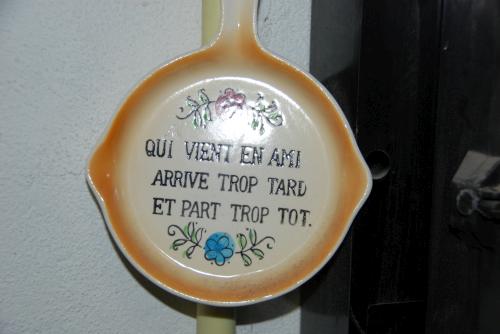 QUI VIENT EN AMI
ARRIVE TROP TARD
ET PART TROP TOT.